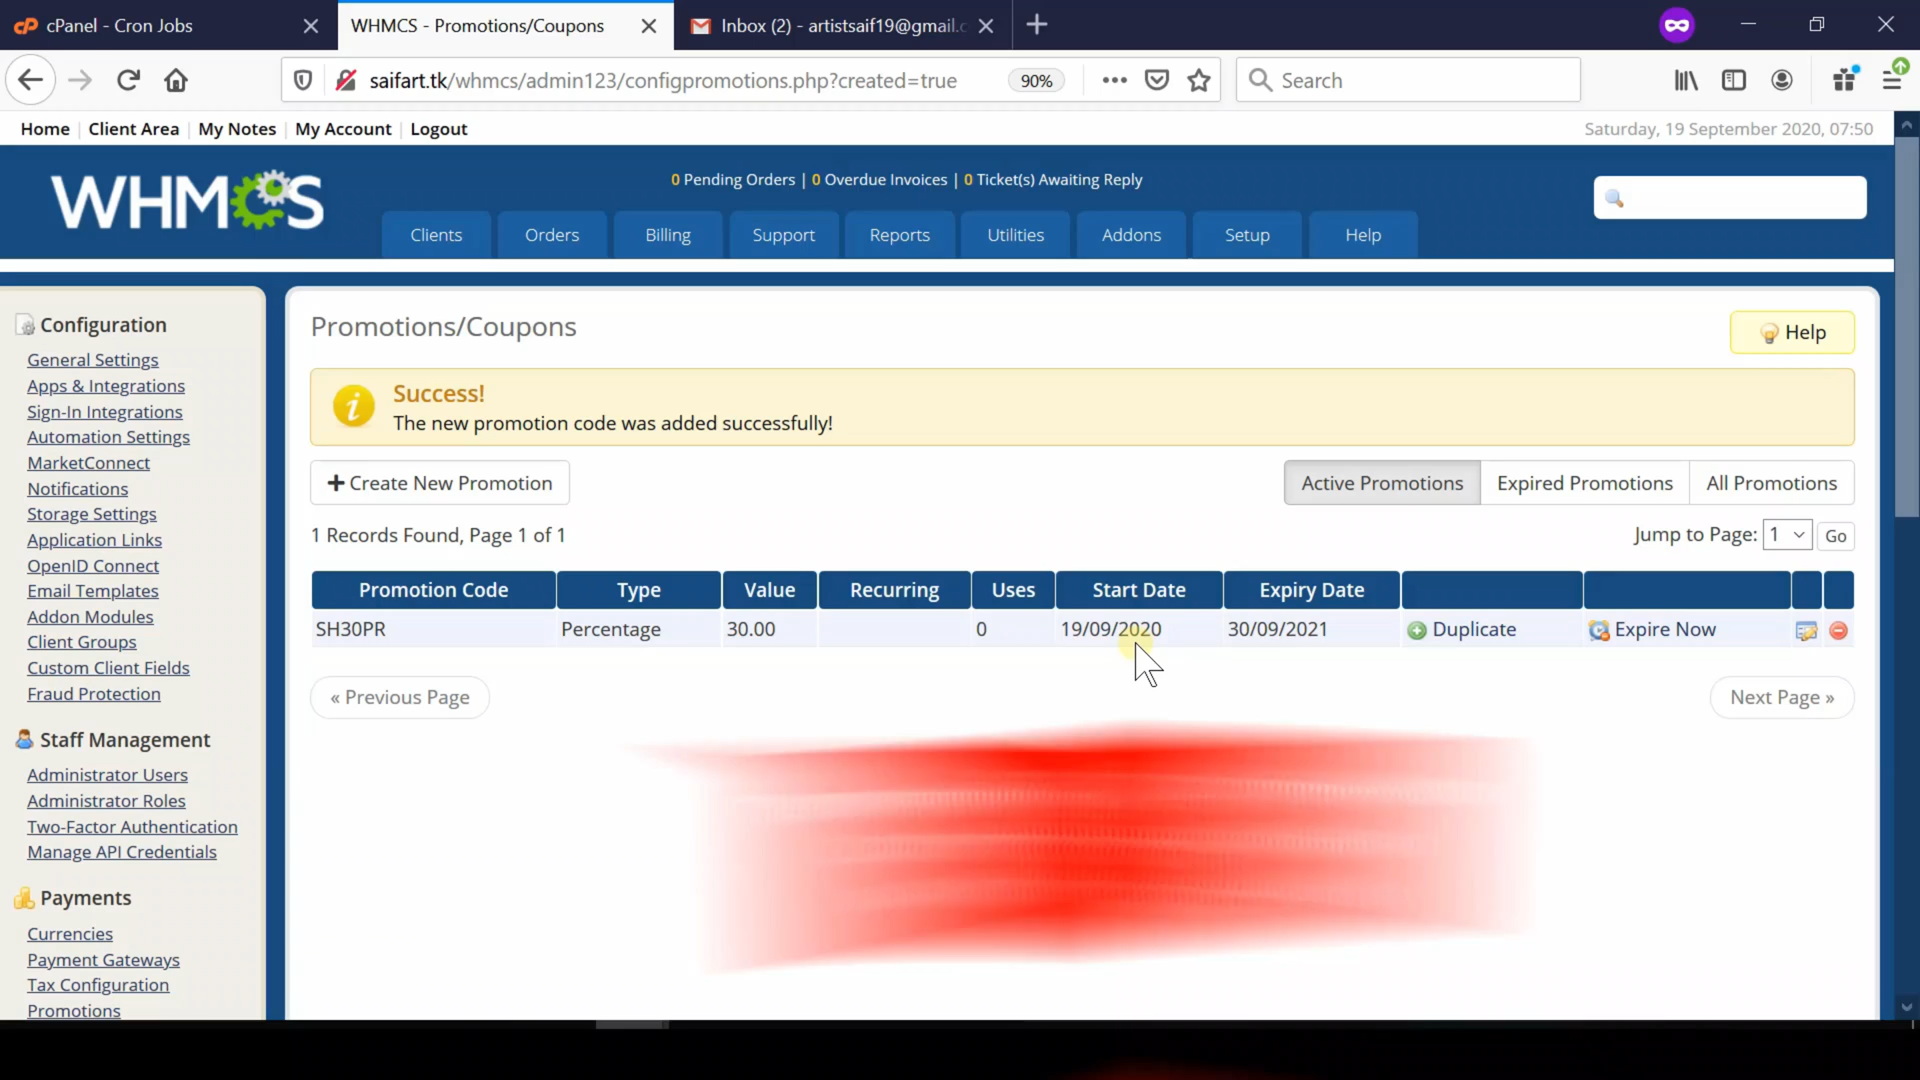 cPanel - Cron Jobs
WHMCS - Promotions/Coupons
Inbox (2) - artistsaif19@gmail.c
saifart.tk/whmcs/admin123/configpromotions.php?created=true
90%
Search
Home | Client Area | My Notes | My Account | Logout
Saturday, 19 September 2020, 07:50
WHMCS
0 Pending Orders | 0 Overdue Invoices | 0 Ticket(s) Awaiting Reply
Clients
Orders
Billing
Support
Reports
Utilities
Addons
Setup
Help
Configuration
General Settings
Apps & Integrations
Sign-In Integrations
Automation Settings
MarketConnect
Notifications
Storage Settings
Application Links
OpenID Connect
Email Templates
Addon Modules
Client Groups
Custom Client Fields
Fraud Protection
Staff Management
Administrator Users
Administrator Roles
Two-Factor Authentication
Manage API Credentials
Payments
Currencies
Payment Gateways
Tax Configuration
Promotions
Promotions/Coupons
Help
Success!
The new promotion code was added successfully!
Create New Promotion
Active Promotions
Expired Promotions
All Promotions
1 Records Found, Page 1 of 1
Jump to Page: 1 Go
Promotion Code Type Value Recurring Uses Start Date Expiry Date
SH30PR Percentage 30.00 0 19/09/2020 30/09/2021 Duplicate Expire Now
« Previous Page
Next Page »